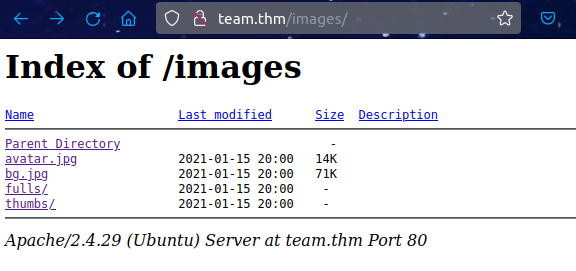 team.thm/images/
Index of /images
Name Last modified Size Description
Parent Directory -
avatar.jpg 2021-01-15 20:00 14K
bg.jpg 2021-01-15 20:00 71K
fulls/ 2021-01-15 20:00 -
thumbs/ 2021-01-15 20:00 -
Apache/2.4.29 (Ubuntu) Server at team.thm Port 80